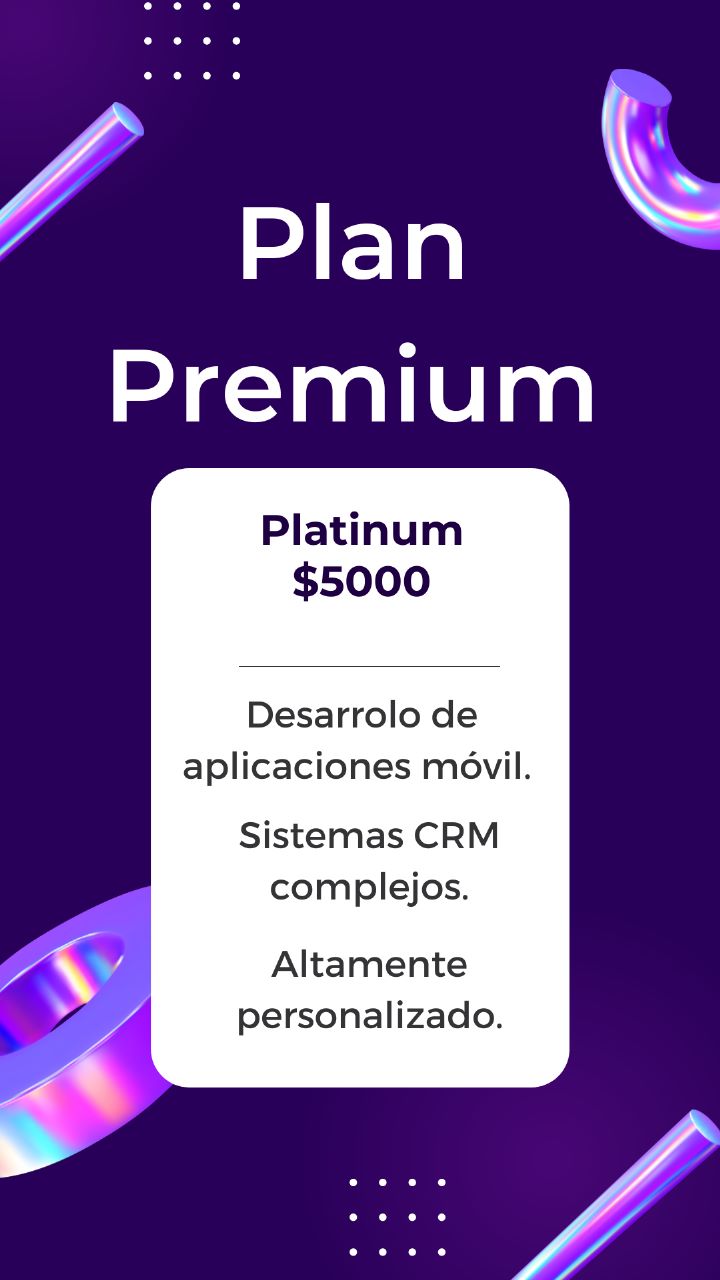 Plan
Premium
Platinum
$5000
Desarrolo de
aplicaciones móvil.
Sistemas CRM
complejos.
Altamente
personalizado.